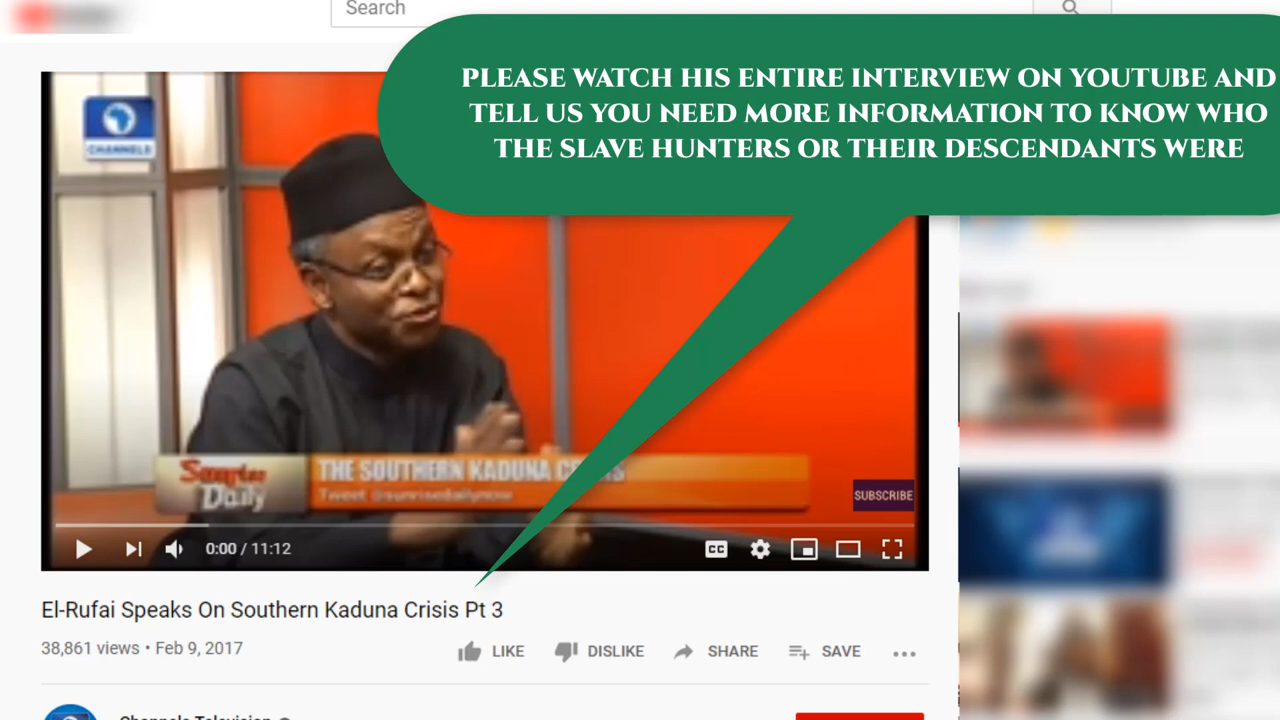 Search
PLEASE WATCH HIS ENTIRE INTERVIEW ON YOUTUBE AND
TELL US YOU NEED MORE INFORMATION TO KNOW WHO
THE SLAVE HUNTERS OR THEIR DESCENDANTS WERE
CHANNELS
Sunrise
Daily
THE SOUTHERN KADUNA CRISIS
Tweet @sunrisedailynow
SUBSCRIBE
0:00 / 11:12
CC
El-Rufai Speaks On Southern Kaduna Crisis Pt 3
38,861 views • Feb 9, 2017
LIKE
DISLIKE
SHARE
SAVE
Channels Television